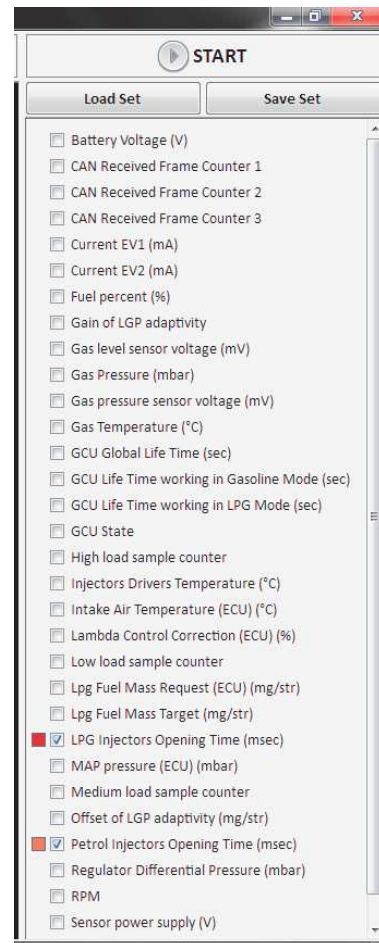 START
Load Set
Save Set
Battery Voltage (V)
CAN Received Frame Counter 1
CAN Received Frame Counter 2
CAN Received Frame Counter 3
Current EV1 (mA)
Current EV2 (mA)
Fuel percent (%)
Gain of LGP adaptivity
Gas level sensor voltage (mV)
Gas Pressure (mbar)
Gas pressure sensor voltage (mV)
Gas Temperature (°C)
GCU Global Life Time (sec)
GCU Life Time working in Gasoline Mode (sec)
GCU Life Time working in LPG Mode (sec)
GCU State
High load sample counter
Injectors Drivers Temperature (°C)
Intake Air Temperature (ECU) (°C)
Lambda Control Correction (ECU) (%)
Low load sample counter
Lpg Fuel Mass Request (ECU) (mg/str)
Lpg Fuel Mass Target (mg/str)
LPG Injectors Opening Time (msec)
MAP pressure (ECU) (mbar)
Medium load sample counter
Offset of LGP adaptivity (mg/str)
Petrol Injectors Opening Time (msec)
Regulator Differential Pressure (mbar)
RPM
Sensor power supply (V)